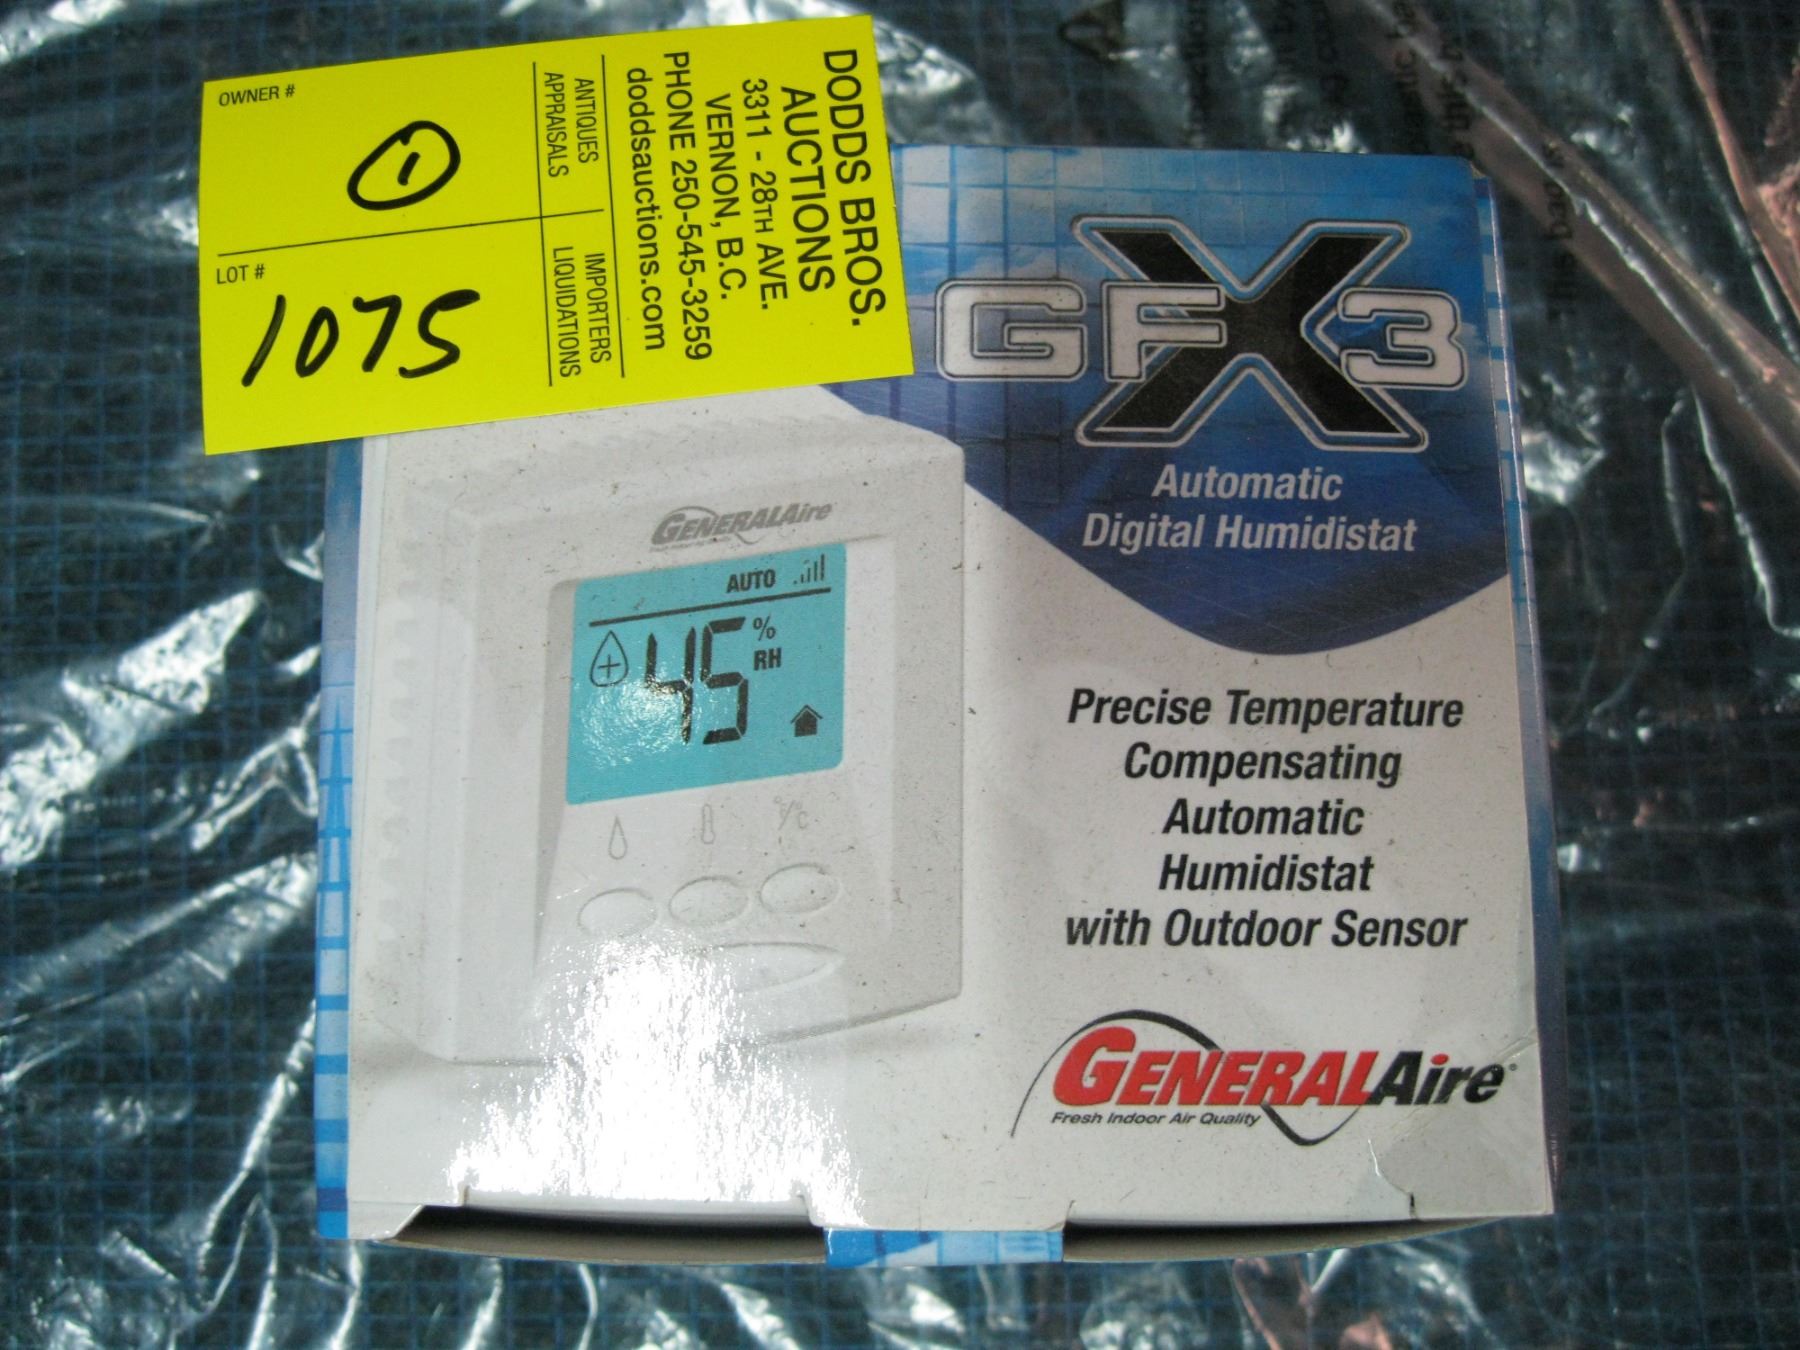 OWNER #
1
LOT #
1075
ANTIQUES
APPRAISALS
IMPORTERS
LIQUIDATIONS
DODDS BROS.
AUCTIONS
3311 - 28TH AVE.
VERNON, B.C.
PHONE 250-545-3259
doddsauctions.com
GFX3
Automatic
Digital Humidistat
GENERALAire
AUTO
45 % RH
°F/°C
Precise Temperature
Compensating
Automatic
Humidistat
with Outdoor Sensor
GENERALAire®
Fresh Indoor Air Quality